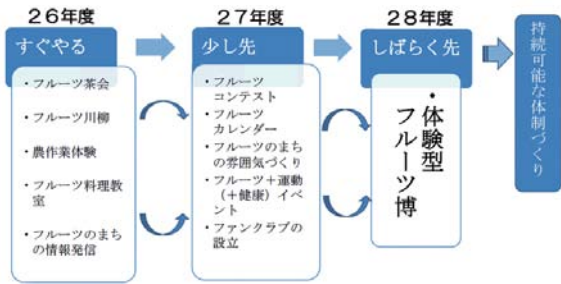 26年度
すぐやる
・フルーツ茶会
・フルーツ川柳
・農作業体験
・フルーツ料理教
室
・フルーツのまち
の情報発信
27年度
少し先
・フルーツ
コンテスト
・フルーツ
カレンダー
・フルーツのまち
の雰囲気づくり
・フルーツ＋運動
（＋健康）イベ
ント
・ファンクラブの
設立
28年度
しばらく先
・体験型
フルーツ博
持続可能な体制づくり